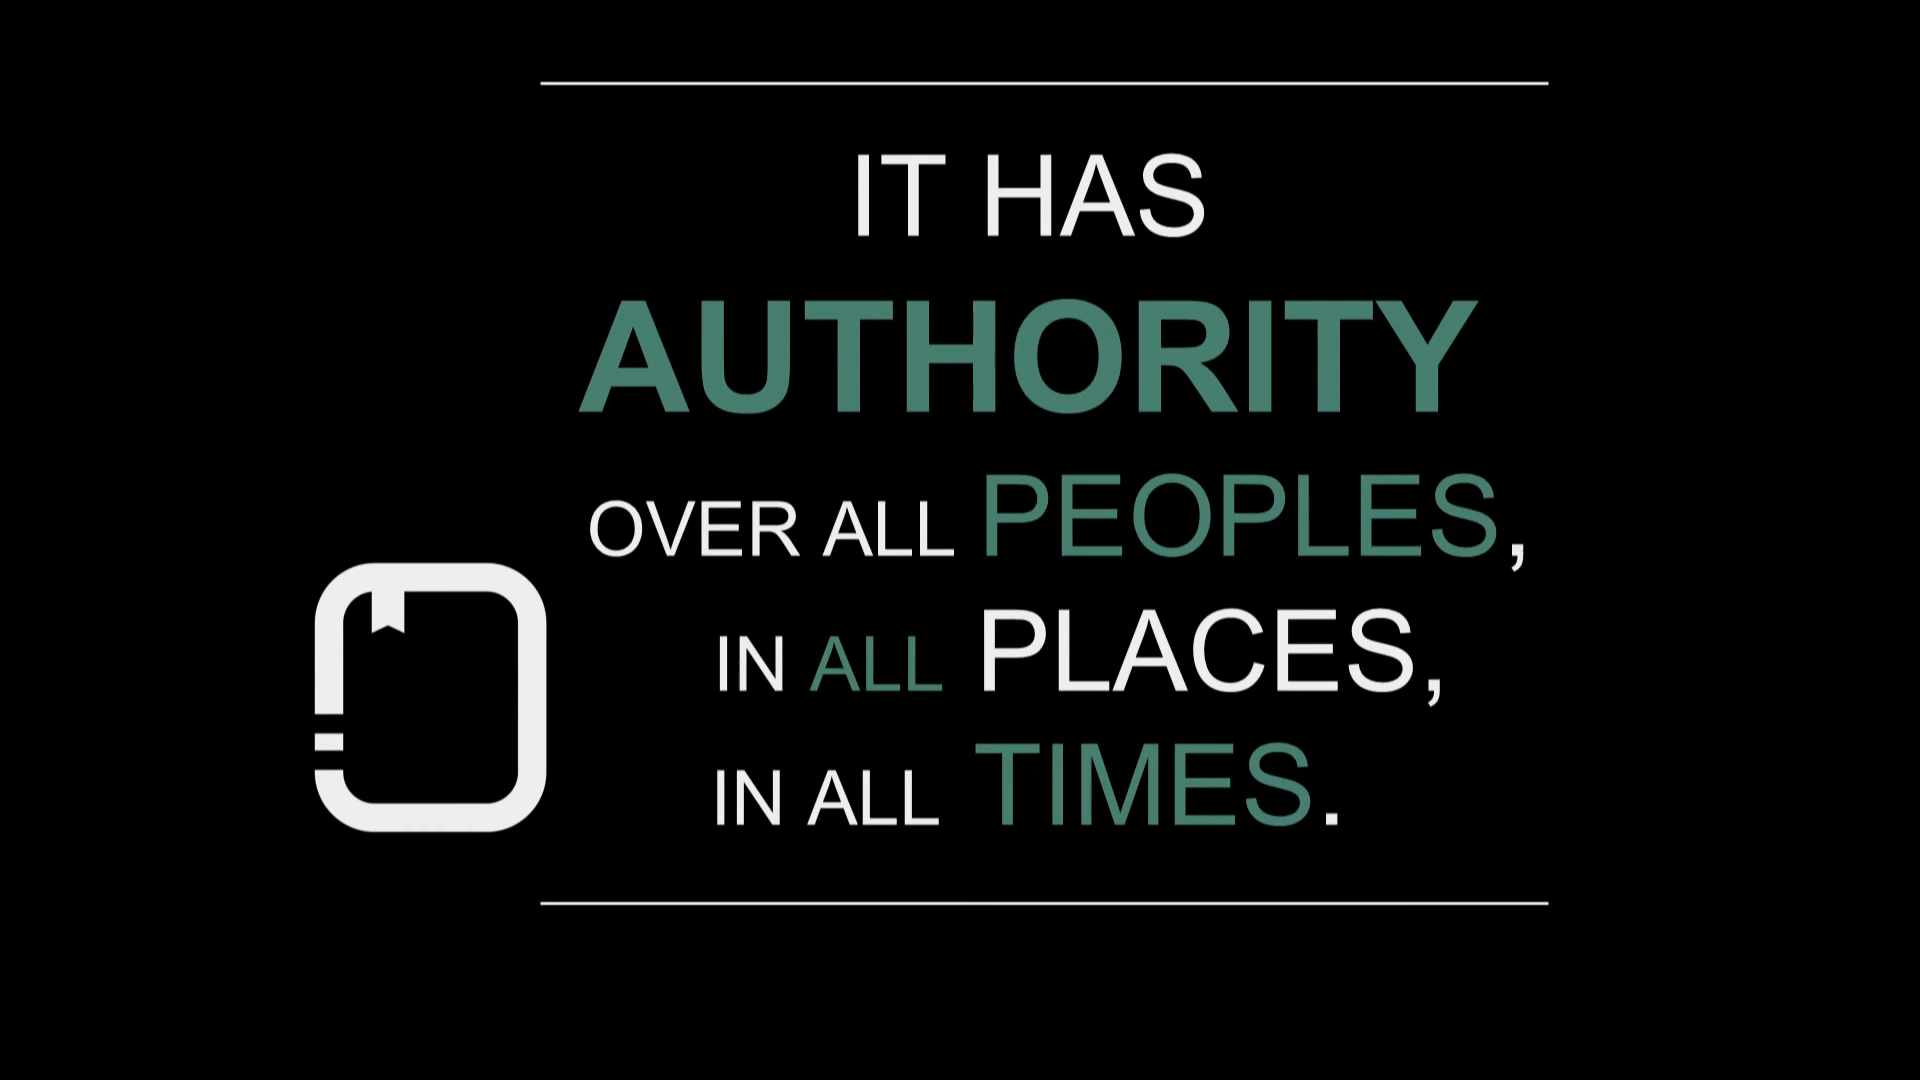 IT HAS
AUTHORITY
OVER ALL PEOPLES,
IN ALL PLACES,
IN ALL TIMES.